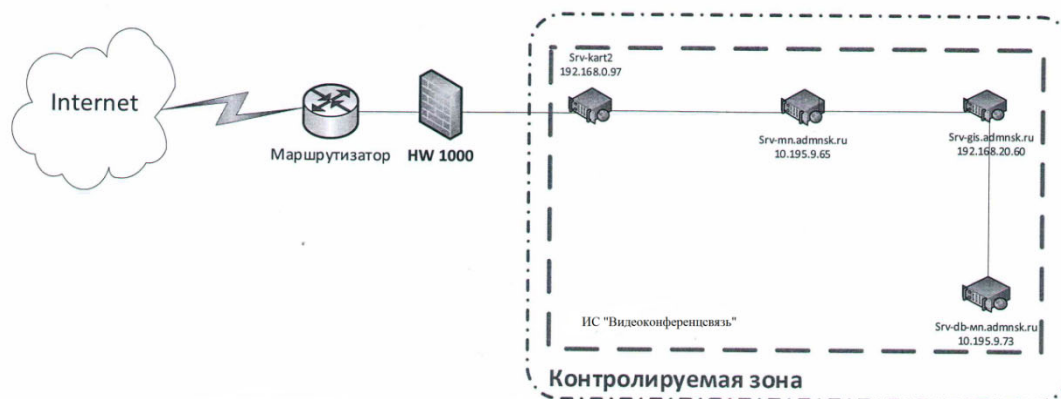 Srv-kart2
192.168.0.97
Internet
Маршрутизатор
HW 1000
Srv-mn.admnsk.ru
10.195.9.65
Srv-gis.admnsk.ru
192.168.20.60
ИС "Видеоконференцсвязь"
Srv-db-мп.admnsk.ru
10.195.9.73
Контролируемая зона